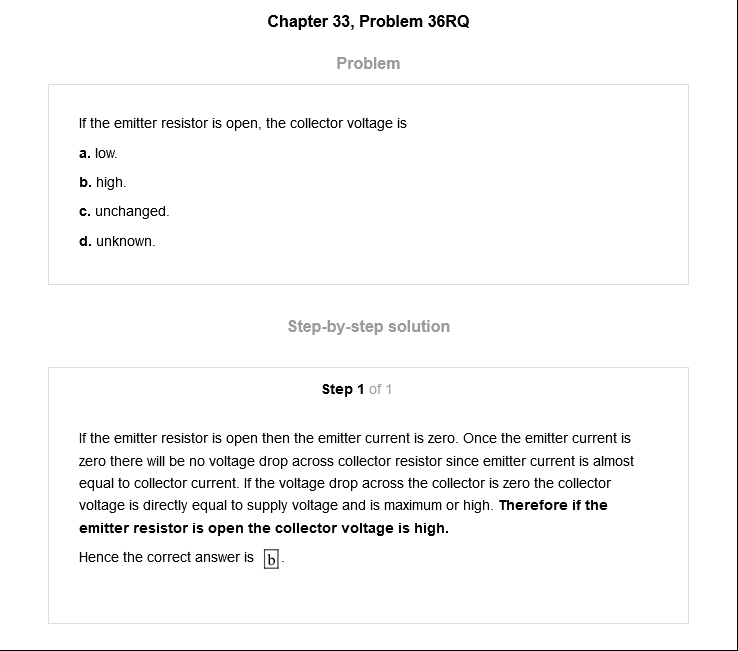 Chapter 33, Problem 36RQ
Problem
If the emitter resistor is open, the collector voltage is
a. low.
b. high.
c. unchanged.
d. unknown.
Step-by-step solution
Step 1 of 1
If the emitter resistor is open then the emitter current is zero. Once the emitter current is
zero there will be no voltage drop across collector resistor since emitter current is almost
equal to collector current. If the voltage drop across the collector is zero the collector
voltage is directly equal to supply voltage and is maximum or high. Therefore if the
emitter resistor is open the collector voltage is high.
Hence the correct answer is b.